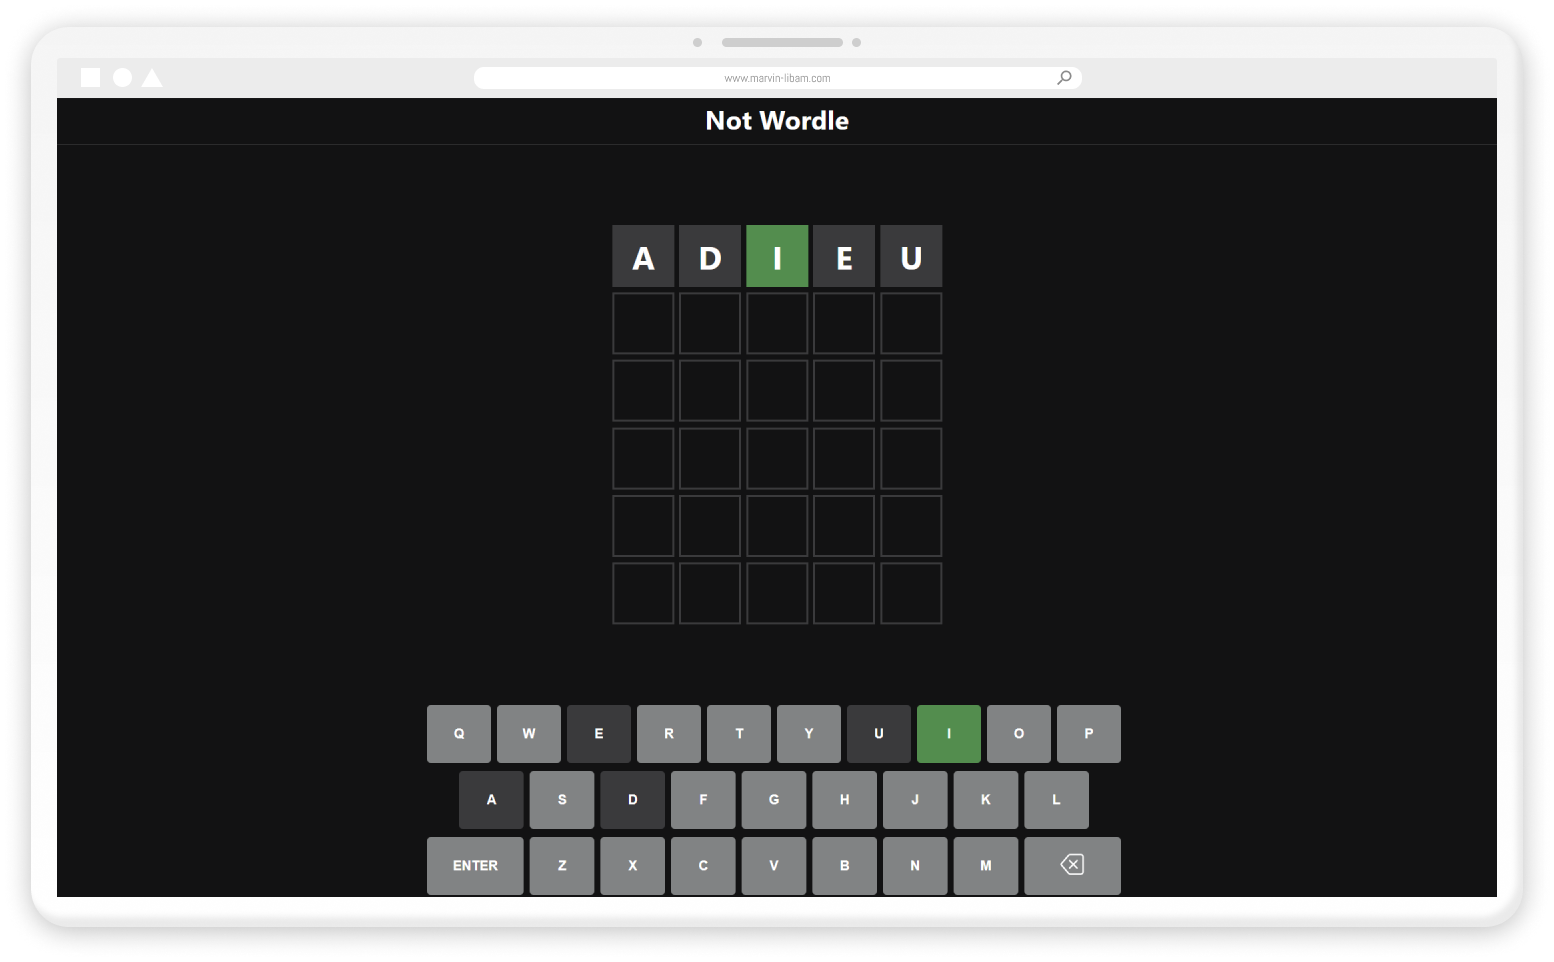 www.marvin-libam.com
Not Wordle
A D I E U
Q W E R T Y U I O P
A S D F G H J K L
ENTER Z X C V B N M